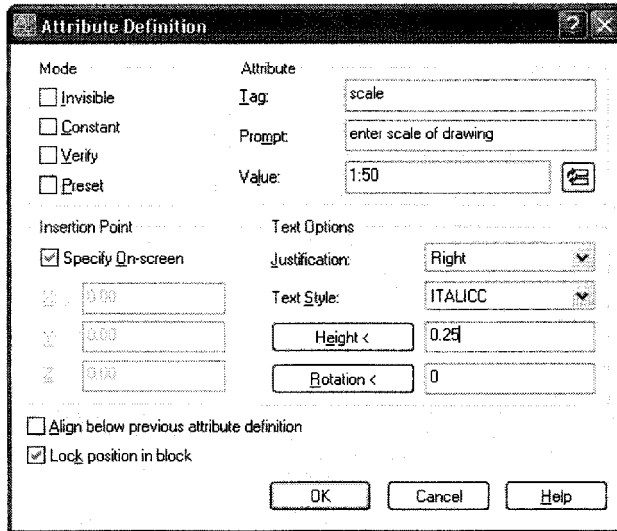 Attribute Definition
Mode
Invisible
Constant
Verify
Preset
Attribute
Tag: scale
Prompt: enter scale of drawing
Value: 1:50
Insertion Point
Specify On-screen
X 0.00
Y 0.00
Z 0.00
Text Options
Justification: Right
Text Style: ITALICC
Height < 0.25
Rotation < 0
Align below previous attribute definition
Lock position in block
OK Cancel Help